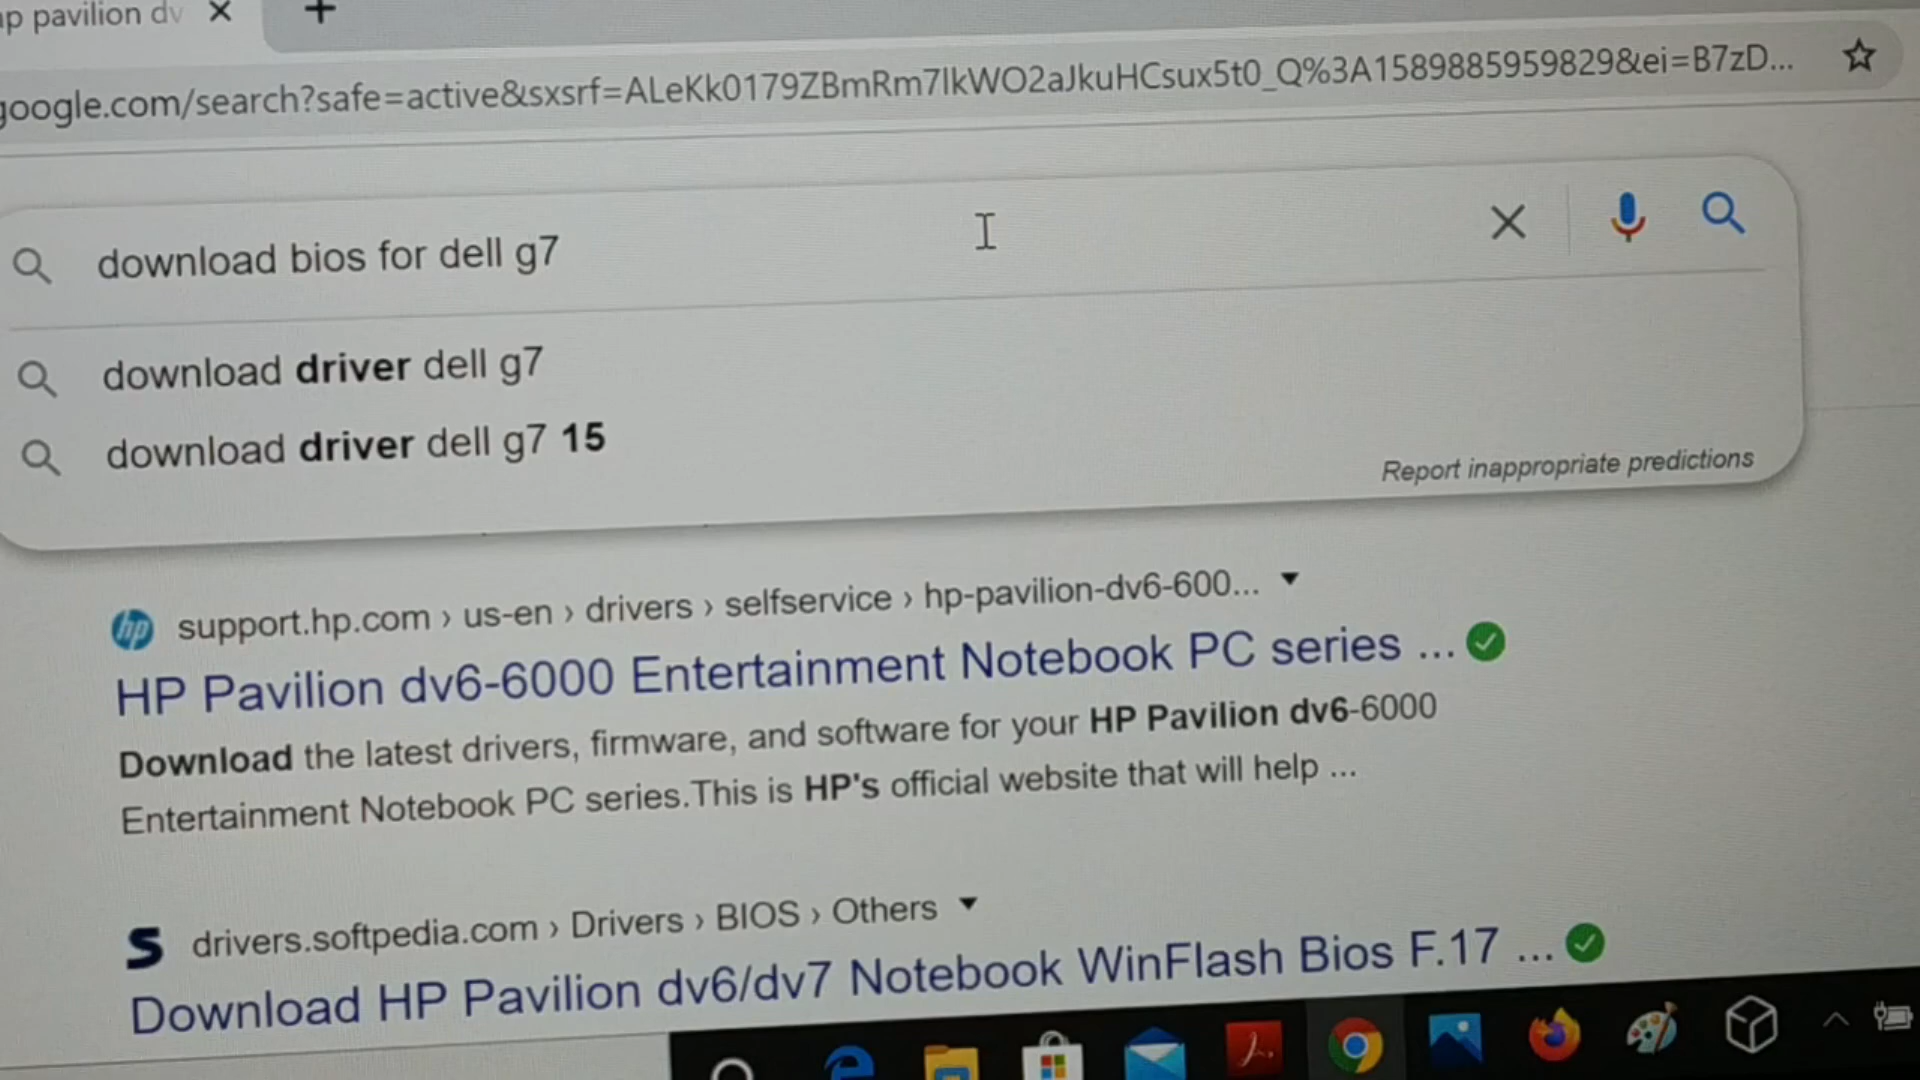 hp pavilion dv
google.com/search?safe=active&sxsrf=ALeKk0179ZBmRm7IkWO2aJkuHCsux5t0_Q%3A1589885959829&ei=B7zD...
download bios for dell g7
download driver dell g7
download driver dell g7 15
Report inappropriate predictions
hp support.hp.com › us-en › drivers › selfservice › hp-pavilion-dv6-600...
HP Pavilion dv6-6000 Entertainment Notebook PC series ...
Download the latest drivers, firmware, and software for your HP Pavilion dv6-6000
Entertainment Notebook PC series.This is HP's official website that will help ...
S drivers.softpedia.com › Drivers › BIOS › Others
Download HP Pavilion dv6/dv7 Notebook WinFlash Bios F.17 ...